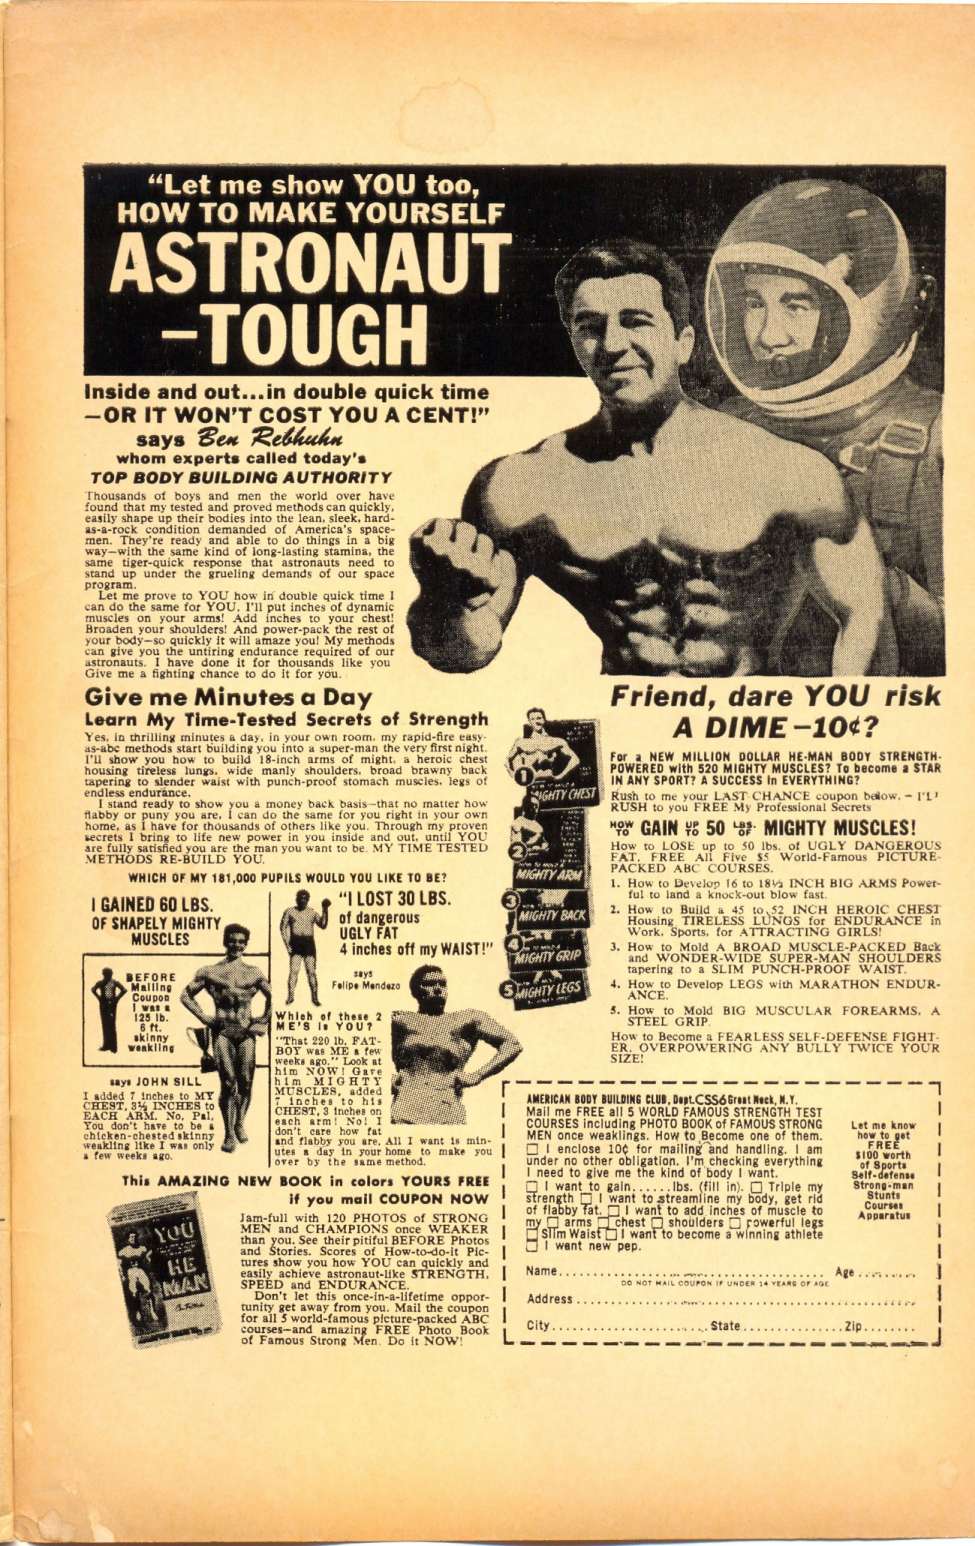 "Let me show YOU too,
HOW TO MAKE YOURSELF
ASTRONAUT
–TOUGH
Inside and out...in double quick time
–OR IT WON'T COST YOU A CENT!"
says Ben Rebhuhn
whom experts called today's
TOP BODY BUILDING AUTHORITY
Thousands of boys and men the world over have
found that my tested and proved methods can quickly,
easily shape up their bodies into the lean, sleek, hard-
as-a-rock condition demanded of America's space-
men. They're ready and able to do things in a big
way—with the same kind of long-lasting stamina, the
same tiger-quick response that astronauts need to
stand up under the grueling demands of our space
program.
Let me prove to YOU how in double quick time I
can do the same for YOU. I'll put inches of dynamic
muscles on your arms! Add inches to your chest!
Broaden your shoulders! And power-pack the rest of
your body—so quickly it will amaze you! My methods
can give you the untiring endurance required of our
astronauts. I have done it for thousands like you
Give me a fighting chance to do it for you.
Give me Minutes a Day
Learn My Time-Tested Secrets of Strength
Yes, in thrilling minutes a day, in your own room, my rapid-fire easy-
as-abc methods start building you into a super-man the very first night.
I'll show you how to build 18-inch arms of might, a heroic chest
housing tireless lungs, wide manly shoulders, broad brawny back
tapering to slender waist with punch-proof stomach muscles, legs of
endless endurance.
I stand ready to show you a money back basis—that no matter how
flabby or puny you are, I can do the same for you right in your own
home, as I have for thousands of others like you. Through my proven
secrets I bring to life new power in you inside and out, until YOU
are fully satisfied you are the man you want to be. MY TIME TESTED
METHODS RE-BUILD YOU.
WHICH OF MY 181,000 PUPILS WOULD YOU LIKE TO BE?
I GAINED 60 LBS.
OF SHAPELY MIGHTY
MUSCLES
BEFORE
Mailing
Coupon
I was a
125 lb.
6 ft.
skinny
weakling
says JOHN SILL
I added 7 inches to MY
CHEST, 3½ INCHES to
EACH ARM. No, Pal,
You don't have to be a
chicken-chested skinny
weakling like I was only
a few weeks ago.
"I LOST 30 LBS.
of dangerous
UGLY FAT
4 inches off my WAIST!"
says
Felipe Mendezo
Which of these 2
ME'S is YOU?
"That 220 lb. FAT-
BOY was ME a few
weeks ago." Look at
him NOW! Gave
him MIGHTY
MUSCLES, added
7 inches to his
CHEST, 3 inches on
each arm! No! I
don't care how fat
and flabby you are, All I want is min-
utes a day in your home to make you
over by the same method.
This AMAZING NEW BOOK in colors YOURS FREE
if you mail COUPON NOW
YOU
HE
MAN
Jam-full with 120 PHOTOS of STRONG
MEN and CHAMPIONS once WEAKER
than you. See their pitiful BEFORE Photos
and Stories. Scores of How-to-do-it Pic-
tures show you how YOU can quickly and
easily achieve astronaut-like STRENGTH,
SPEED and ENDURANCE.
Don't let this once-in-a-lifetime oppor-
tunity get away from you. Mail the coupon
for all 5 world-famous picture-packed ABC
courses—and amazing FREE Photo Book
of Famous Strong Men. Do it NOW!
1 MIGHTY CHEST
2 MIGHTY ARM
3 MIGHTY BACK
4 MIGHTY GRIP
5 MIGHTY LEGS
Friend, dare YOU risk
A DIME –10¢?
For a NEW MILLION DOLLAR HE-MAN BODY STRENGTH-
POWERED with 520 MIGHTY MUSCLES? To become a STAR
IN ANY SPORT? A SUCCESS in EVERYTHING?
Rush to me your LAST CHANCE coupon below. – I'LL
RUSH to you FREE My Professional Secrets
HOW TO GAIN UP TO 50 LBS. OF MIGHTY MUSCLES!
How to LOSE up to 50 lbs. of UGLY DANGEROUS
FAT, FREE All Five $5 World-Famous PICTURE-
PACKED ABC COURSES.
1. How to Develop 16 to 18½ INCH BIG ARMS Power-
ful to land a knock-out blow fast.
2. How to Build a 45 to 52 INCH HEROIC CHEST
Housing TIRELESS LUNGS for ENDURANCE in
Work, Sports, for ATTRACTING GIRLS!
3. How to Mold A BROAD MUSCLE-PACKED Back
and WONDER-WIDE SUPER-MAN SHOULDERS
tapering to a SLIM PUNCH-PROOF WAIST.
4. How to Develop LEGS with MARATHON ENDUR-
ANCE.
5. How to Mold BIG MUSCULAR FOREARMS, A
STEEL GRIP.
How to Become a FEARLESS SELF-DEFENSE FIGHT-
ER, OVERPOWERING ANY BULLY TWICE YOUR
SIZE!
AMERICAN BODY BUILDING CLUB, Dept. CSS6 Great Neck, N.Y.
Mail me FREE all 5 WORLD FAMOUS STRENGTH TEST
COURSES including PHOTO BOOK of FAMOUS STRONG
MEN once weaklings. How to Become one of them.
☐ I enclose 10¢ for mailing and handling. I am
under no other obligation. I'm checking everything
I need to give me the kind of body I want.
☐ I want to gain......lbs. (fill in). ☐ Triple my
strength ☐ I want to streamline my body, get rid
of flabby fat. ☐ I want to add inches of muscle to
my ☐ arms ☐ chest ☐ shoulders ☐ powerful legs
☐ Slim Waist ☐ I want to become a winning athlete
☐ I want new pep.
Let me know
how to get
FREE
$100 worth
of Sports
Self-defense
Strong-man
Stunts
Courses
Apparatus
Name.................................... Age..........
DO NOT MAIL COUPON IF UNDER 14 YEARS OF AGE
Address..............................................
City.....................State..............Zip.......